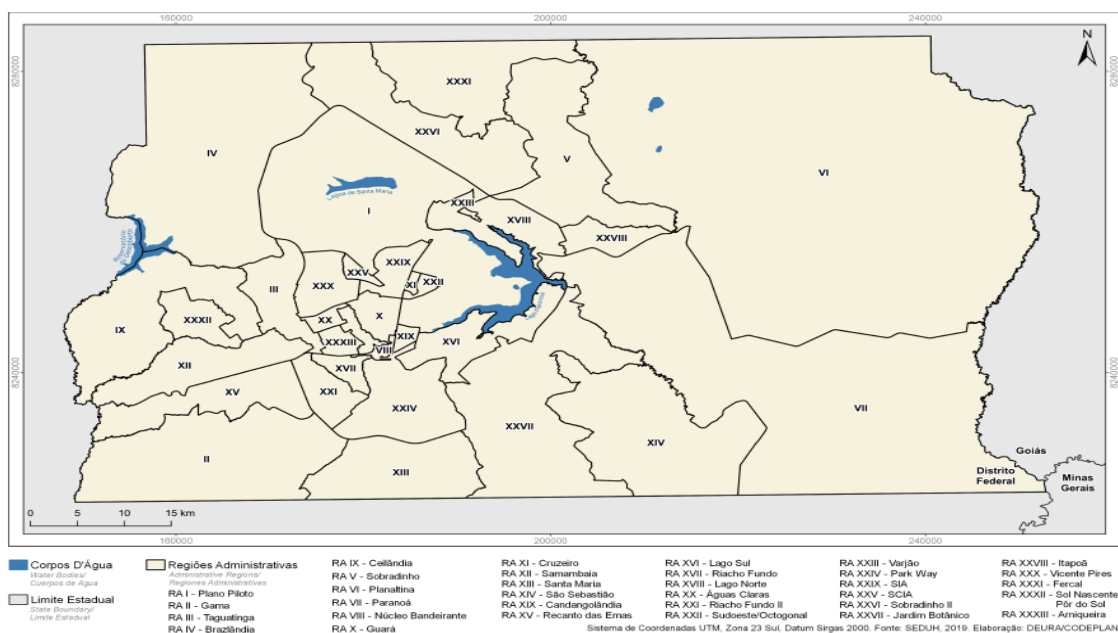 160000 200000 240000
N
8280000 8280000
XXXI
XXVI
IV V VI
Lagoa de Santa Maria
XXIII
I XVIII
XXVIII
XXIX
XXV XI XXII
III XXX
XXXII XX X
IX XIX
XXXIII VIII XVI
8240000 8240000
XII XVII
XV XXI
XXIV VII
XXVII
XIV
II XIII
Goiás
Distrito
Federal
Minas
Gerais
0 5 10 15 km
160000 200000 240000
Corpos D'Água
Water Bodies/
Cuerpos de Agua
Limite Estadual
State Boundary/
Limite Estadual
Regiões Administrativas
Administrative Regions/
Regiones Administrativas
RA I - Plano Piloto
RA II - Gama
RA III - Taguatinga
RA IV - Brazlândia
RA IX - Ceilândia
RA V - Sobradinho
RA VI - Planaltina
RA VII - Paranoá
RA VIII - Núcleo Bandeirante
RA X - Guará
RA XI - Cruzeiro
RA XII - Samambaia
RA XIII - Santa Maria
RA XIV - São Sebastião
RA XIX - Candangolândia
RA XV - Recanto das Emas
RA XVI - Lago Sul
RA XVII - Riacho Fundo
RA XVIII - Lago Norte
RA XX - Águas Claras
RA XXI - Riacho Fundo II
RA XXII - Sudoeste/Octogonal
RA XXIII - Varjão
RA XXIV - Park Way
RA XXIX - SIA
RA XXV - SCIA
RA XXVI - Sobradinho II
RA XXVII - Jardim Botânico
RA XXVIII - Itapoã
RA XXX - Vicente Pires
RA XXXI - Fercal
RA XXXII - Sol Nascente
Pôr do Sol
RA XXXIII - Arniqueira
Sistema de Coordenadas UTM, Zona 23 Sul, Datum Sirgas 2000. Fonte: SEDUH, 2019. Elaboração: DEURA/CODEPLAN